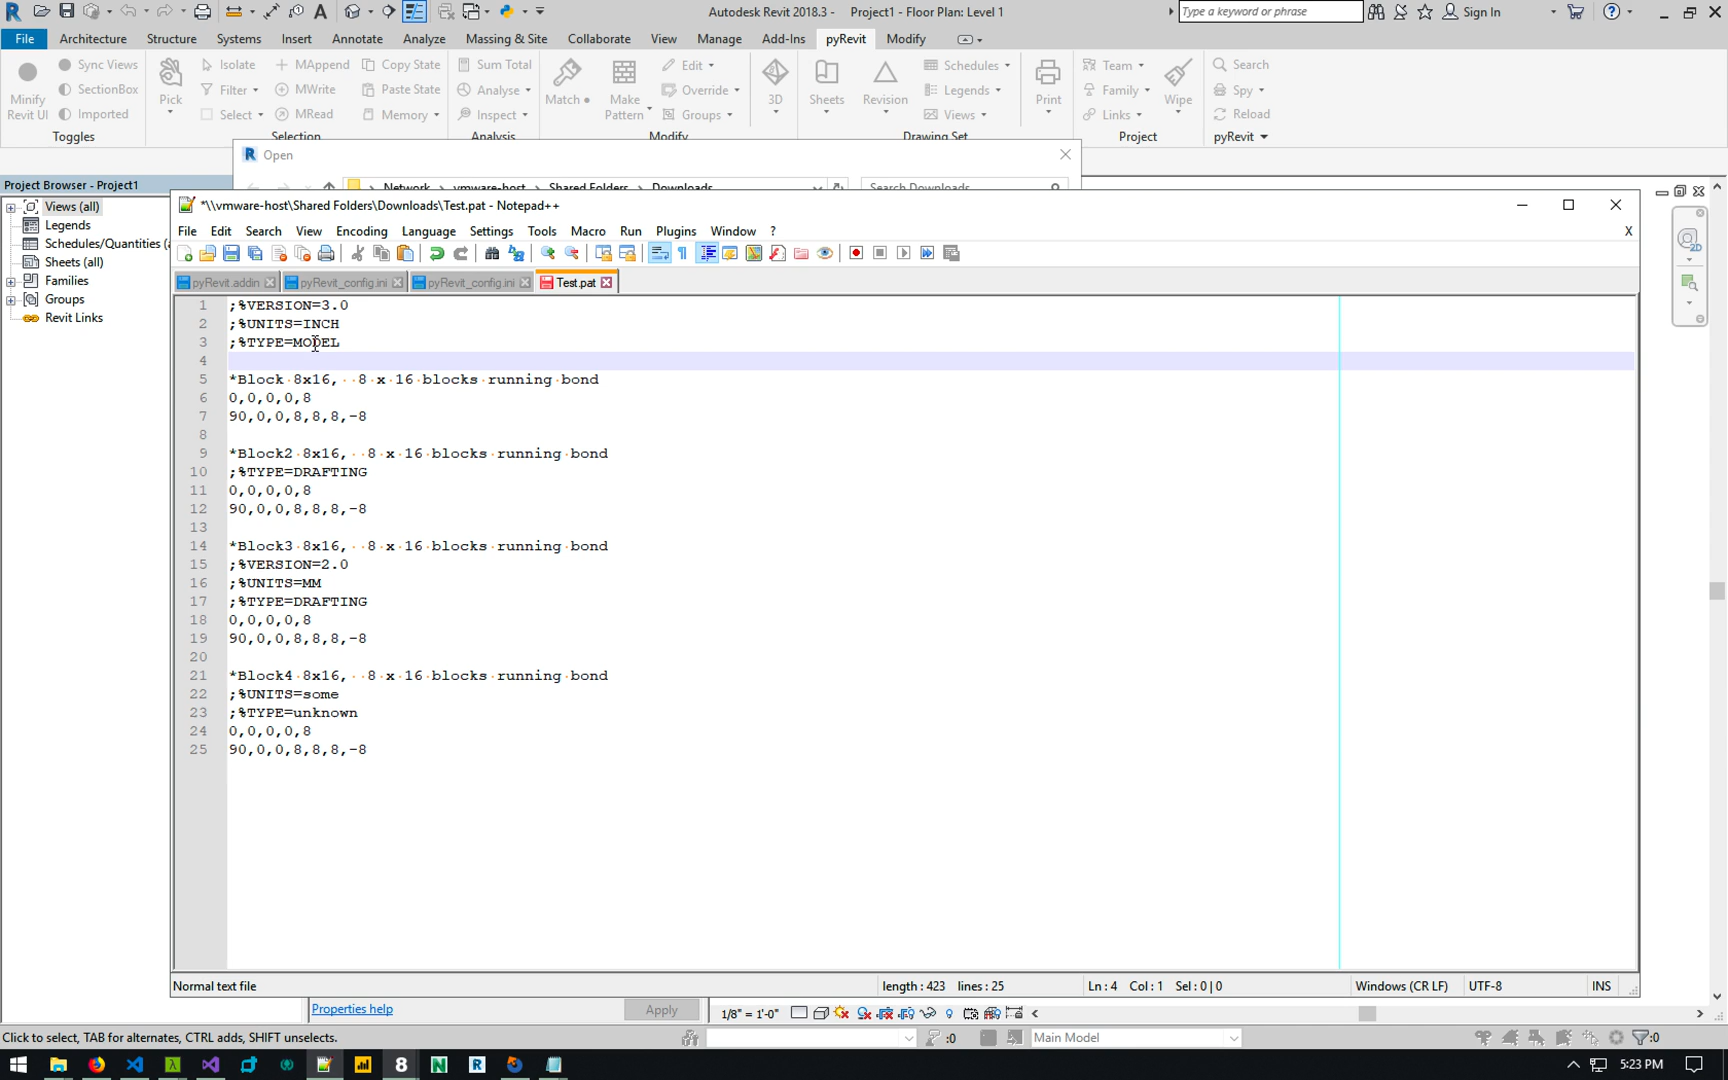 Autodesk Revit 2018.3 - Project1 - Floor Plan: Level 1
Type a keyword or phrase
Sign In
File Architecture Structure Systems Insert Annotate Analyze Massing & Site Collaborate View Manage Add-Ins pyRevit Modify
Sync Views Isolate MAppend Copy State Sum Total Edit Schedules Team Search
SectionBox Filter MWrite Paste State Analyse Override Legends Family Spy
Imported Select MRead Memory Inspect Groups Views Links Reload
Minify
Revit UI
Pick
Match
Make
Pattern
3D
Sheets
Revision
Print
Wipe
Toggles Selection Analysis Modify Drawing Set Project pyRevit
Open
Network vmware-host Shared Folders Downloads
Search Downloads
Project Browser - Project1
Views (all)
Legends
Schedules/Quantities (
Sheets (all)
Families
Groups
Revit Links
*\\vmware-host\Shared Folders\Downloads\Test.pat - Notepad++
File Edit Search View Encoding Language Settings Tools Macro Run Plugins Window ? X
pyRevit.addin pyRevit_config.ini pyRevit_config.ini Test.pat
1 ;%VERSION=3.0
2 ;%UNITS=INCH
3 ;%TYPE=MODEL
4
5 *Block 8x16,  8 x 16 blocks running bond
6 0,0,0,0,8
7 90,0,0,8,8,8,-8
8
9 *Block2 8x16,  8 x 16 blocks running bond
10 ;%TYPE=DRAFTING
11 0,0,0,0,8
12 90,0,0,8,8,8,-8
13
14 *Block3 8x16,  8 x 16 blocks running bond
15 ;%VERSION=2.0
16 ;%UNITS=MM
17 ;%TYPE=DRAFTING
18 0,0,0,0,8
19 90,0,0,8,8,8,-8
20
21 *Block4 8x16,  8 x 16 blocks running bond
22 ;%UNITS=some
23 ;%TYPE=unknown
24 0,0,0,0,8
25 90,0,0,8,8,8,-8
Normal text file length : 423 lines : 25 Ln : 4 Col : 1 Sel : 0 | 0 Windows (CR LF) UTF-8 INS
Properties help Apply 1/8" = 1'-0"
Click to select, TAB for alternates, CTRL adds, SHIFT unselects. :0 Main Model :0
5:23 PM